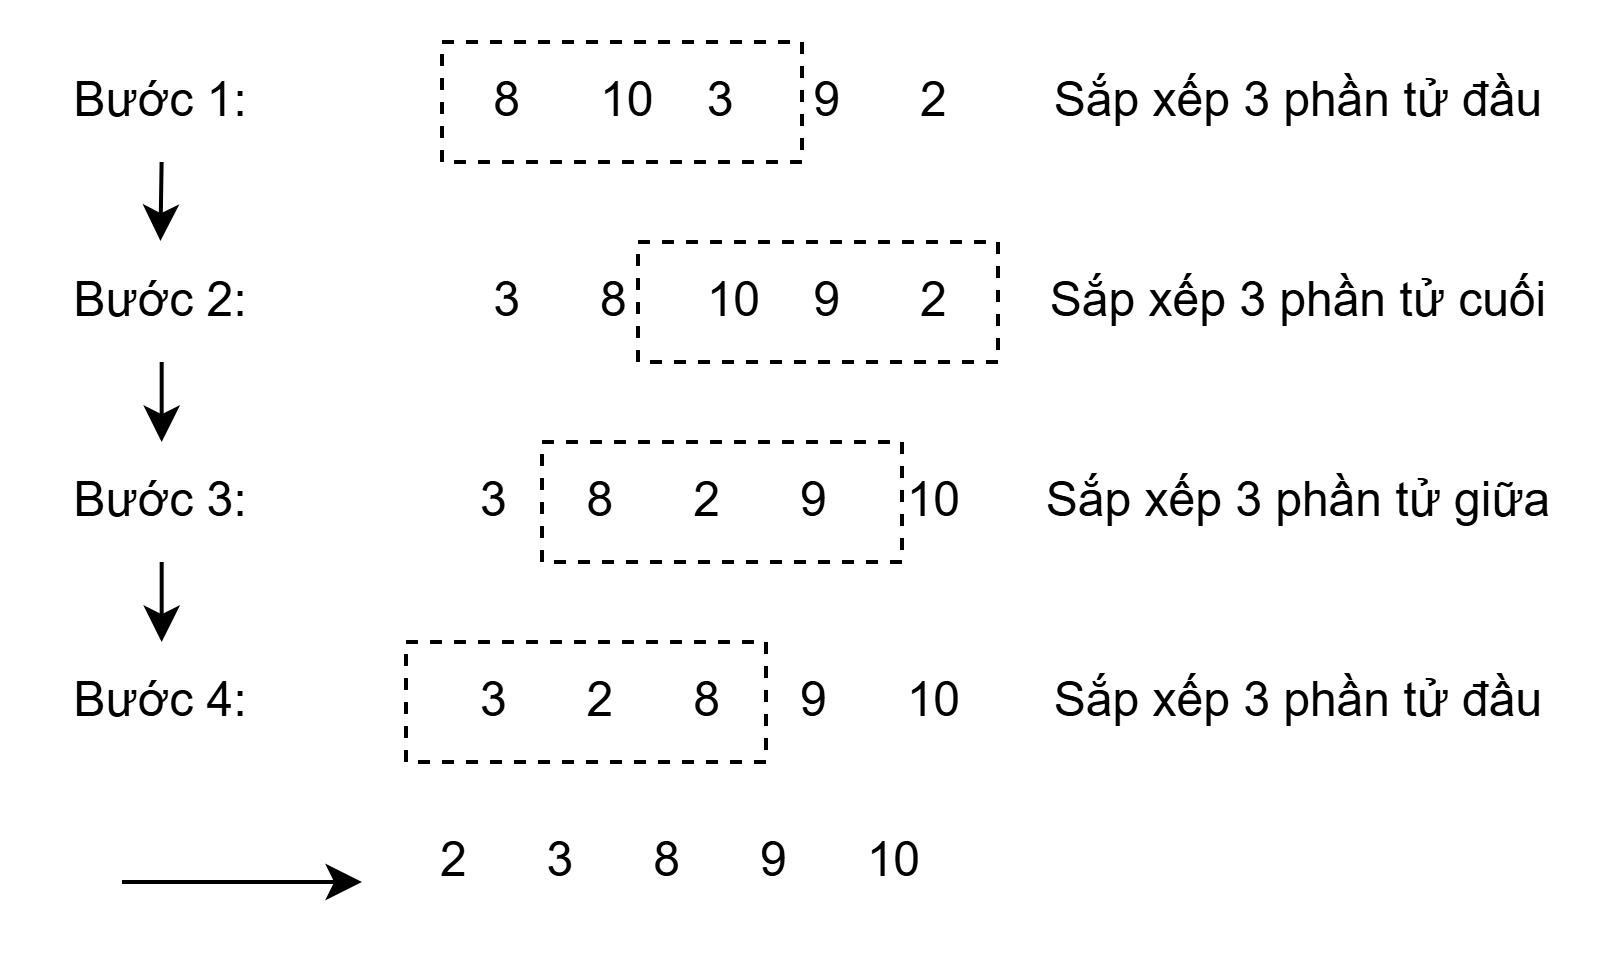 Bước 1: 8 10 3 9 2 Sắp xếp 3 phần tử đầu
Bước 2: 3 8 10 9 2 Sắp xếp 3 phần tử cuối
Bước 3: 3 8 2 9 10 Sắp xếp 3 phần tử giữa
Bước 4: 3 2 8 9 10 Sắp xếp 3 phần tử đầu
2 3 8 9 10